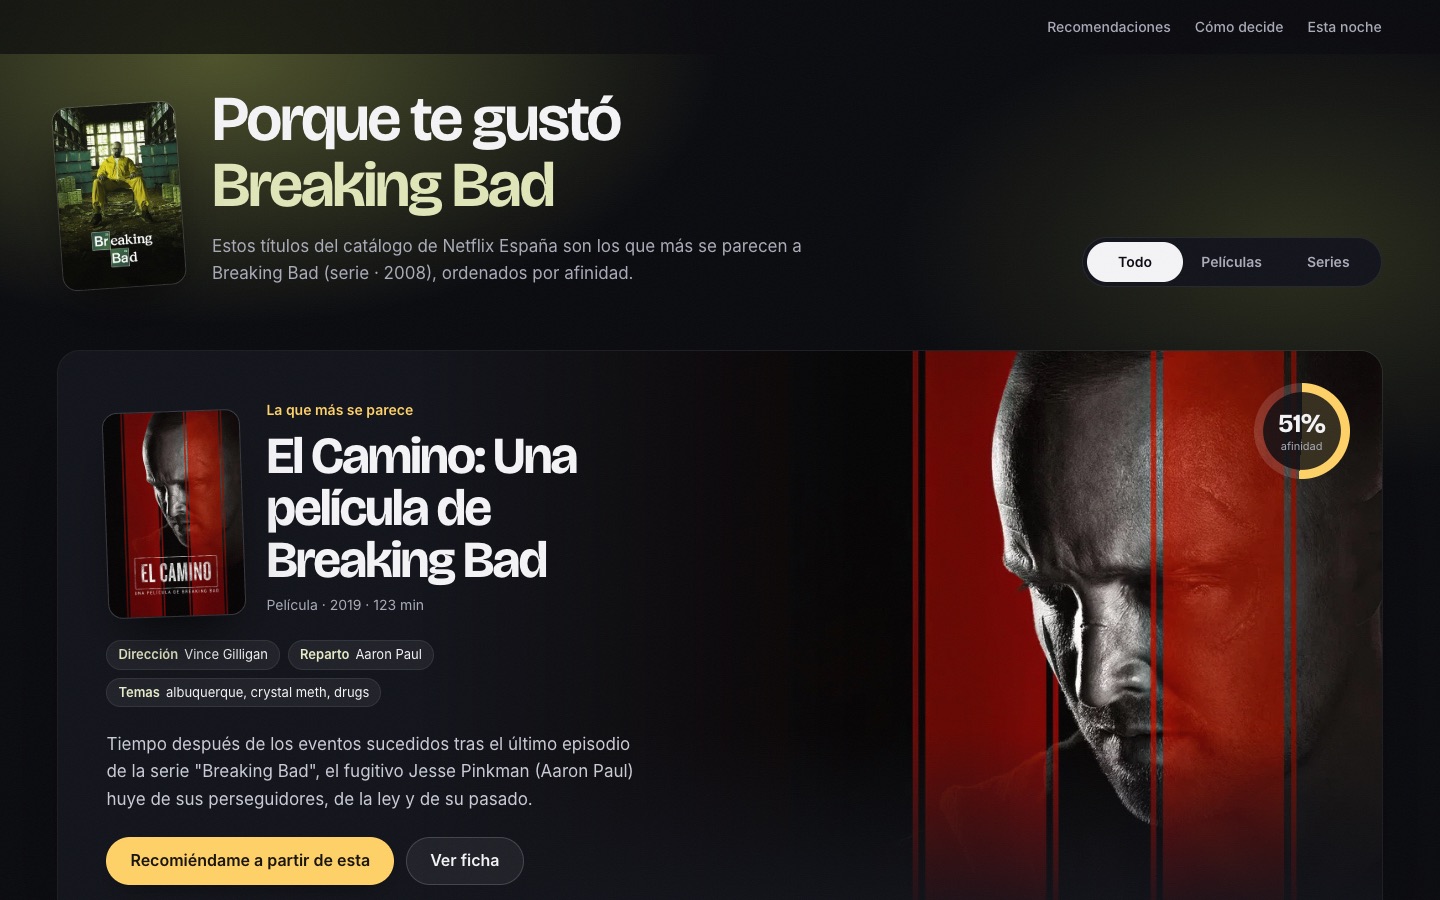 Recomendaciones Cómo decide Esta noche
Porque te gustó
Breaking Bad
Breaking
Bad
Estos títulos del catálogo de Netflix España son los que más se parecen a
Breaking Bad (serie · 2008), ordenados por afinidad.
Todo Películas Series
La que más se parece
El Camino: Una
película de
Breaking Bad
Película · 2019 · 123 min
EL CAMINO
UNA PELÍCULA DE BREAKING BAD
51%
afinidad
Dirección Vince Gilligan Reparto Aaron Paul
Temas albuquerque, crystal meth, drugs
Tiempo después de los eventos sucedidos tras el último episodio
de la serie "Breaking Bad", el fugitivo Jesse Pinkman (Aaron Paul)
huye de sus perseguidores, de la ley y de su pasado.
Recomiéndame a partir de esta Ver ficha